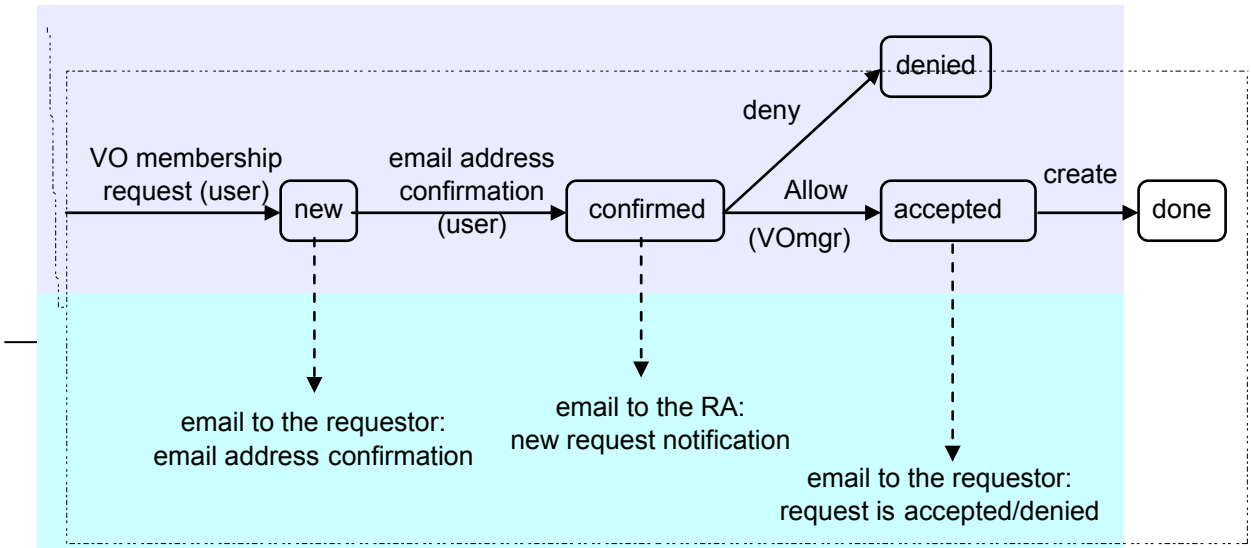 denied
deny
VO membership
request (user)
new
email address
confirmation
(user)
confirmed
Allow
(VOmgr)
accepted
create
done
email to the requestor:
email address confirmation
email to the RA:
new request notification
email to the requestor:
request is accepted/denied